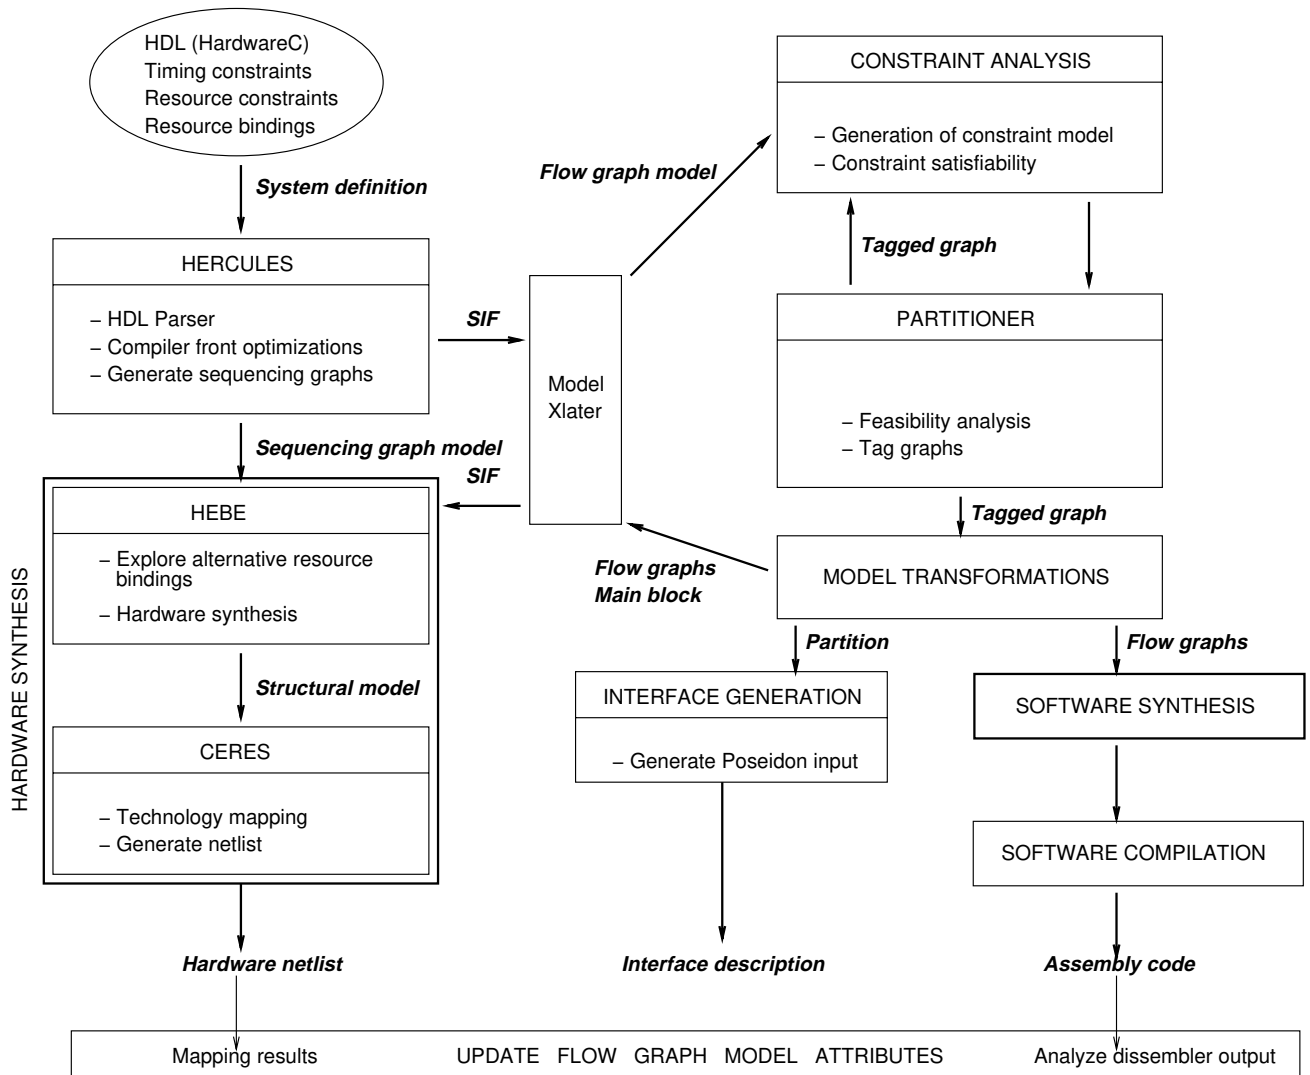 HDL (HardwareC)
Timing constraints
Resource constraints
Resource bindings
System definition
HERCULES
– HDL Parser
– Compiler front optimizations
– Generate sequencing graphs
SIF
Sequencing graph model
SIF
HARDWARE SYNTHESIS
HEBE
– Explore alternative resource
bindings
– Hardware synthesis
Structural model
CERES
– Technology mapping
– Generate netlist
Hardware netlist
Model
Xlater
Flow graph model
CONSTRAINT ANALYSIS
– Generation of constraint model
– Constraint satisfiability
Tagged graph
PARTITIONER
– Feasibility analysis
– Tag graphs
Tagged graph
MODEL TRANSFORMATIONS
Flow graphs
Main block
Partition
Flow graphs
INTERFACE GENERATION
– Generate Poseidon input
Interface description
SOFTWARE SYNTHESIS
SOFTWARE COMPILATION
Assembly code
Mapping results
UPDATE FLOW GRAPH MODEL ATTRIBUTES
Analyze dissembler output